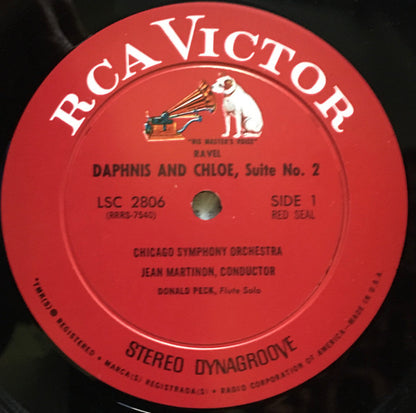 RCA VICTOR
"HIS MASTER'S VOICE"
RAVEL
DAPHNIS AND CHLOE, Suite No. 2
LSC 2806
SIDE 1
(RRRS-7540)
RED SEAL
CHICAGO SYMPHONY ORCHESTRA
JEAN MARTINON, CONDUCTOR
DONALD PECK, Flute Solo
STEREO DYNAGROOVE
TMK(S) ® REGISTERED • MARCA(S) REGISTRADA(S) • RADIO CORPORATION OF AMERICA—MADE IN U.S.A.